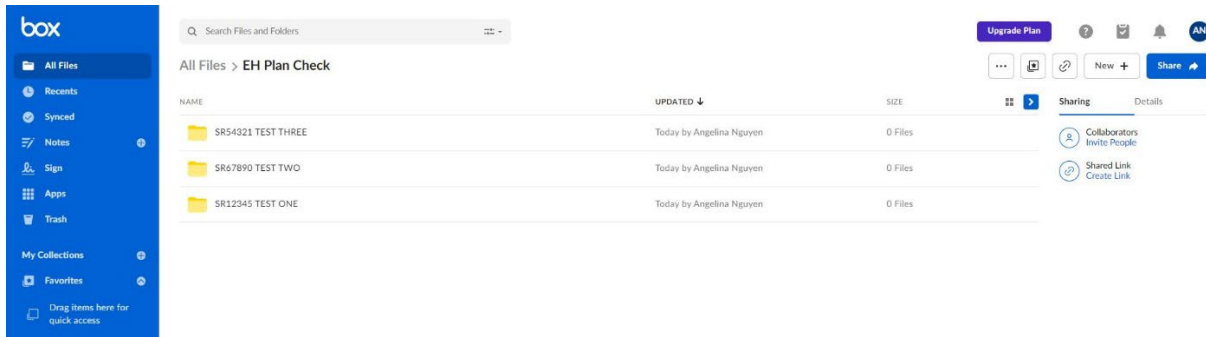 box
Search Files and Folders
Upgrade Plan
AN
All Files
Recents
Synced
Notes
Sign
Apps
Trash
My Collections
Favorites
Drag items here for
quick access
All Files > EH Plan Check
New +
Share
NAME UPDATED ↓ SIZE
SR54321 TEST THREE Today by Angelina Nguyen 0 Files
SR67890 TEST TWO Today by Angelina Nguyen 0 Files
SR12345 TEST ONE Today by Angelina Nguyen 0 Files
Sharing Details
Collaborators
Invite People
Shared Link
Create Link